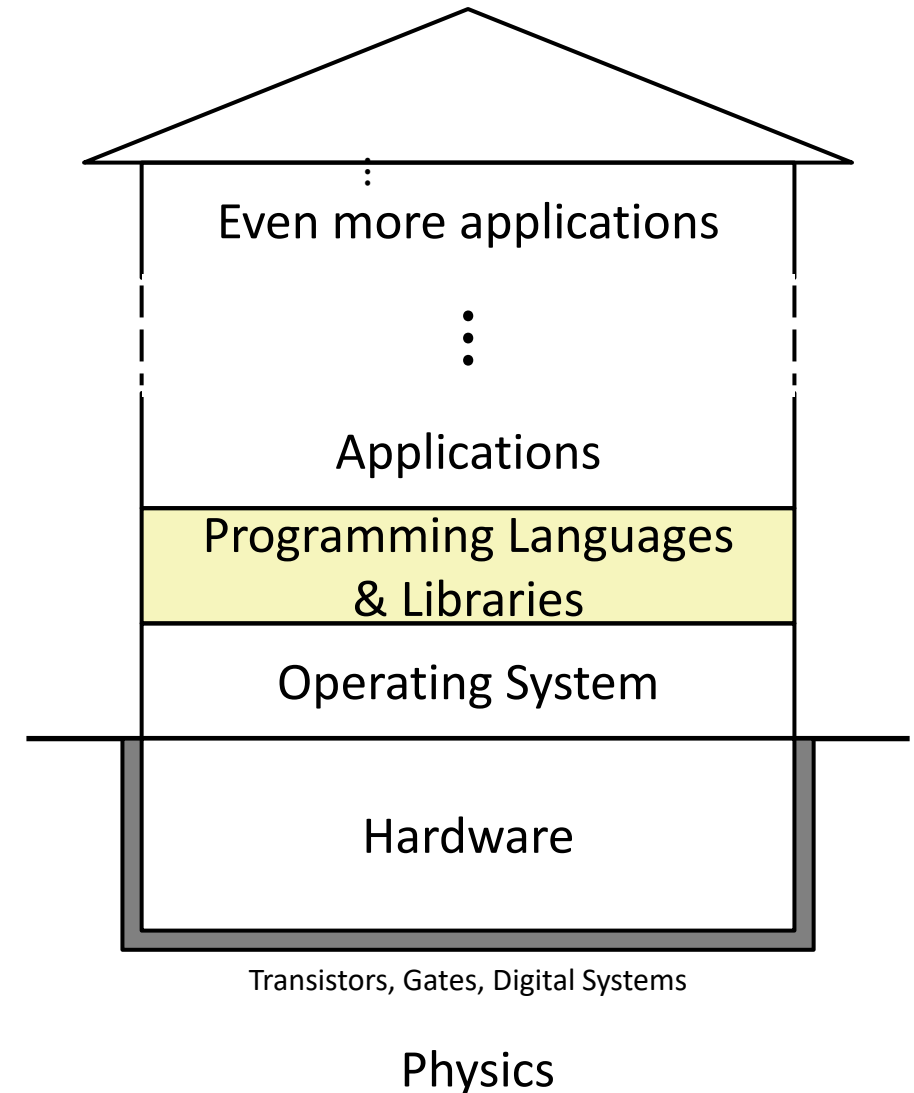 Even more applications
Applications
Programming Languages
& Libraries
Operating System
Hardware
Transistors, Gates, Digital Systems
Physics